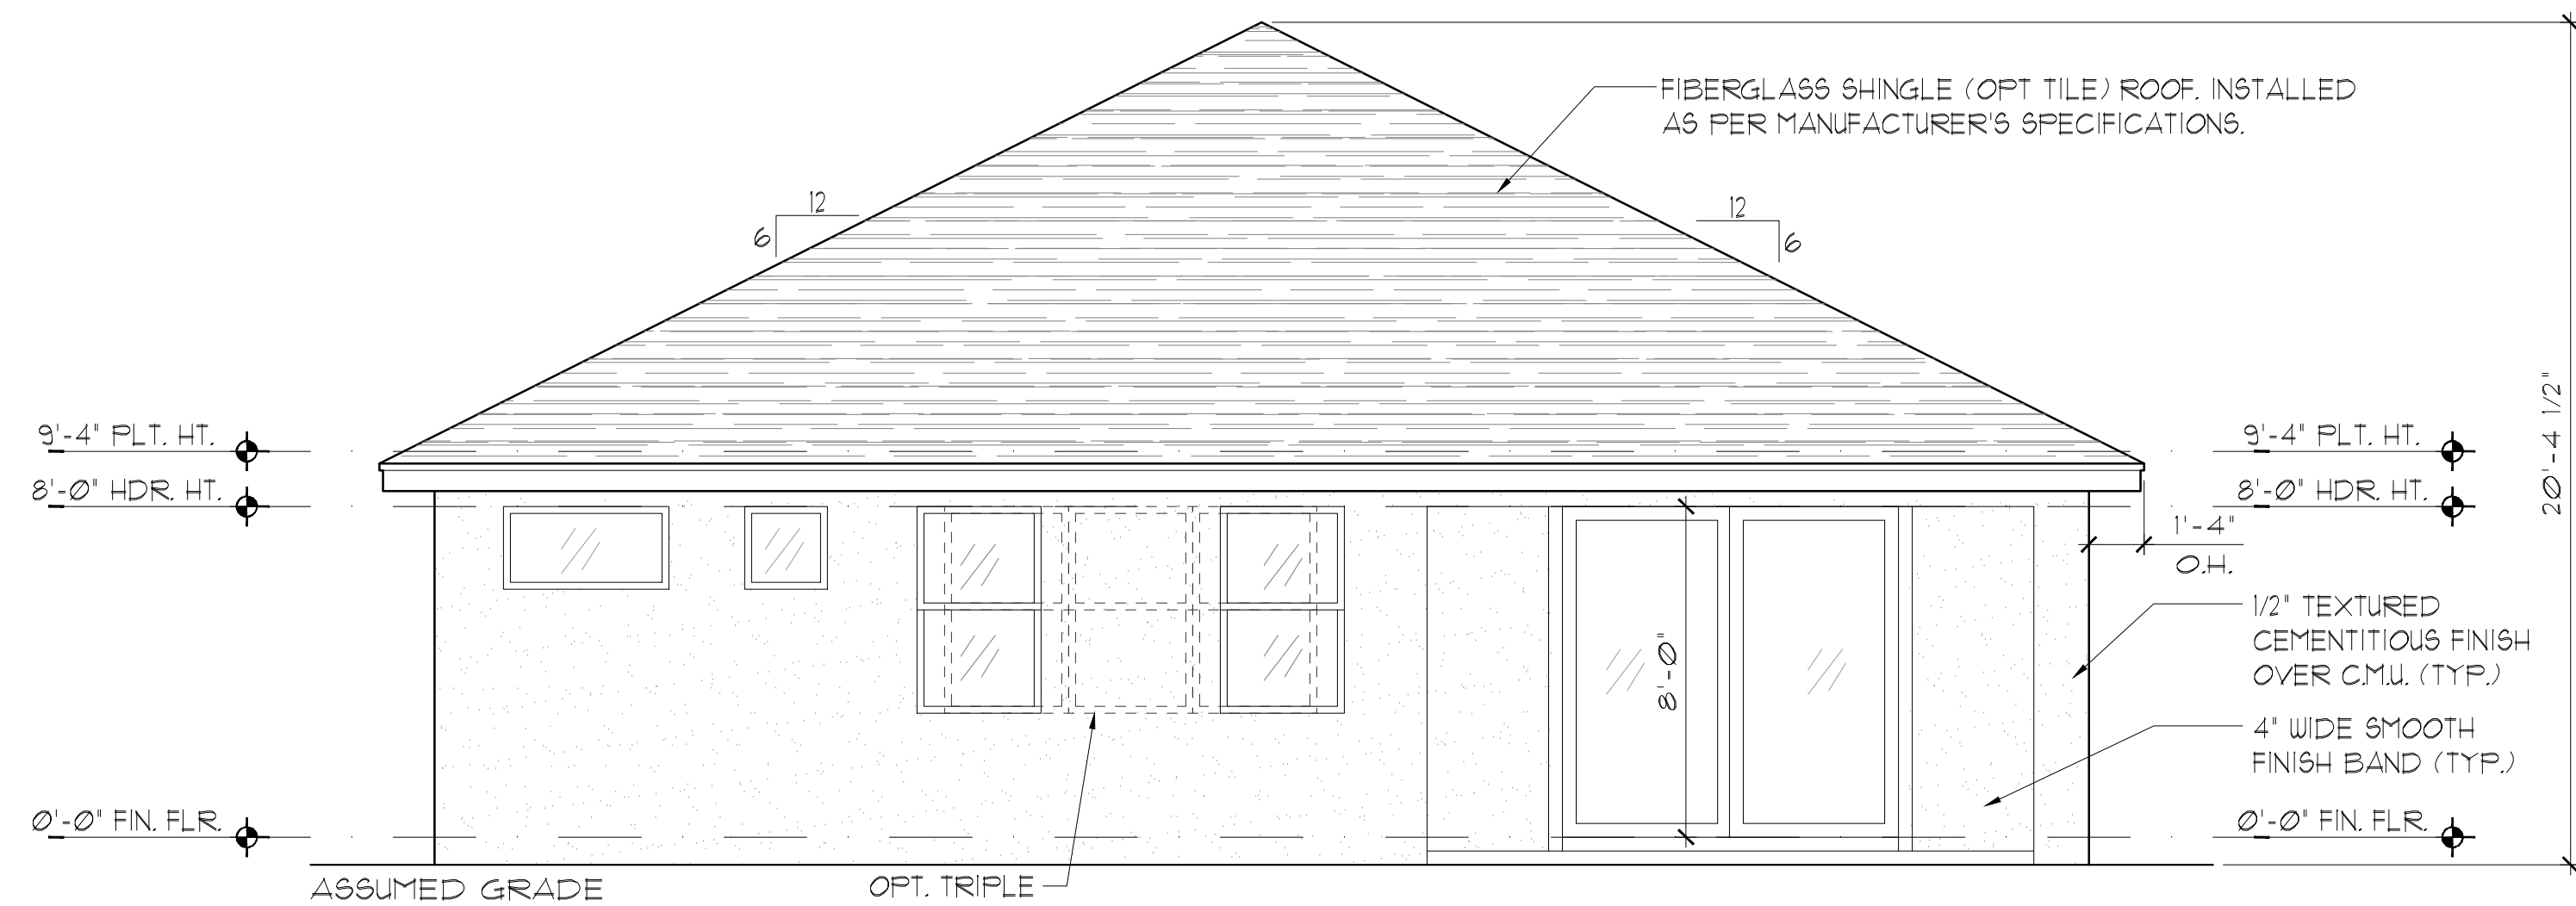 FIBERGLASS SHINGLE (OPT TILE) ROOF. INSTALLED
AS PER MANUFACTURER'S SPECIFICATIONS.
12
6
12
6
9'-4" PLT. HT.
8'-0" HDR. HT.
0'-0" FIN. FLR.
ASSUMED GRADE
OPT. TRIPLE
8'-0"
9'-4" PLT. HT.
8'-0" HDR. HT.
1'-4"
O.H.
1/2" TEXTURED
CEMENTITIOUS FINISH
OVER C.M.U. (TYP.)
4" WIDE SMOOTH
FINISH BAND (TYP.)
0'-0" FIN. FLR.
20'-4 1/2"